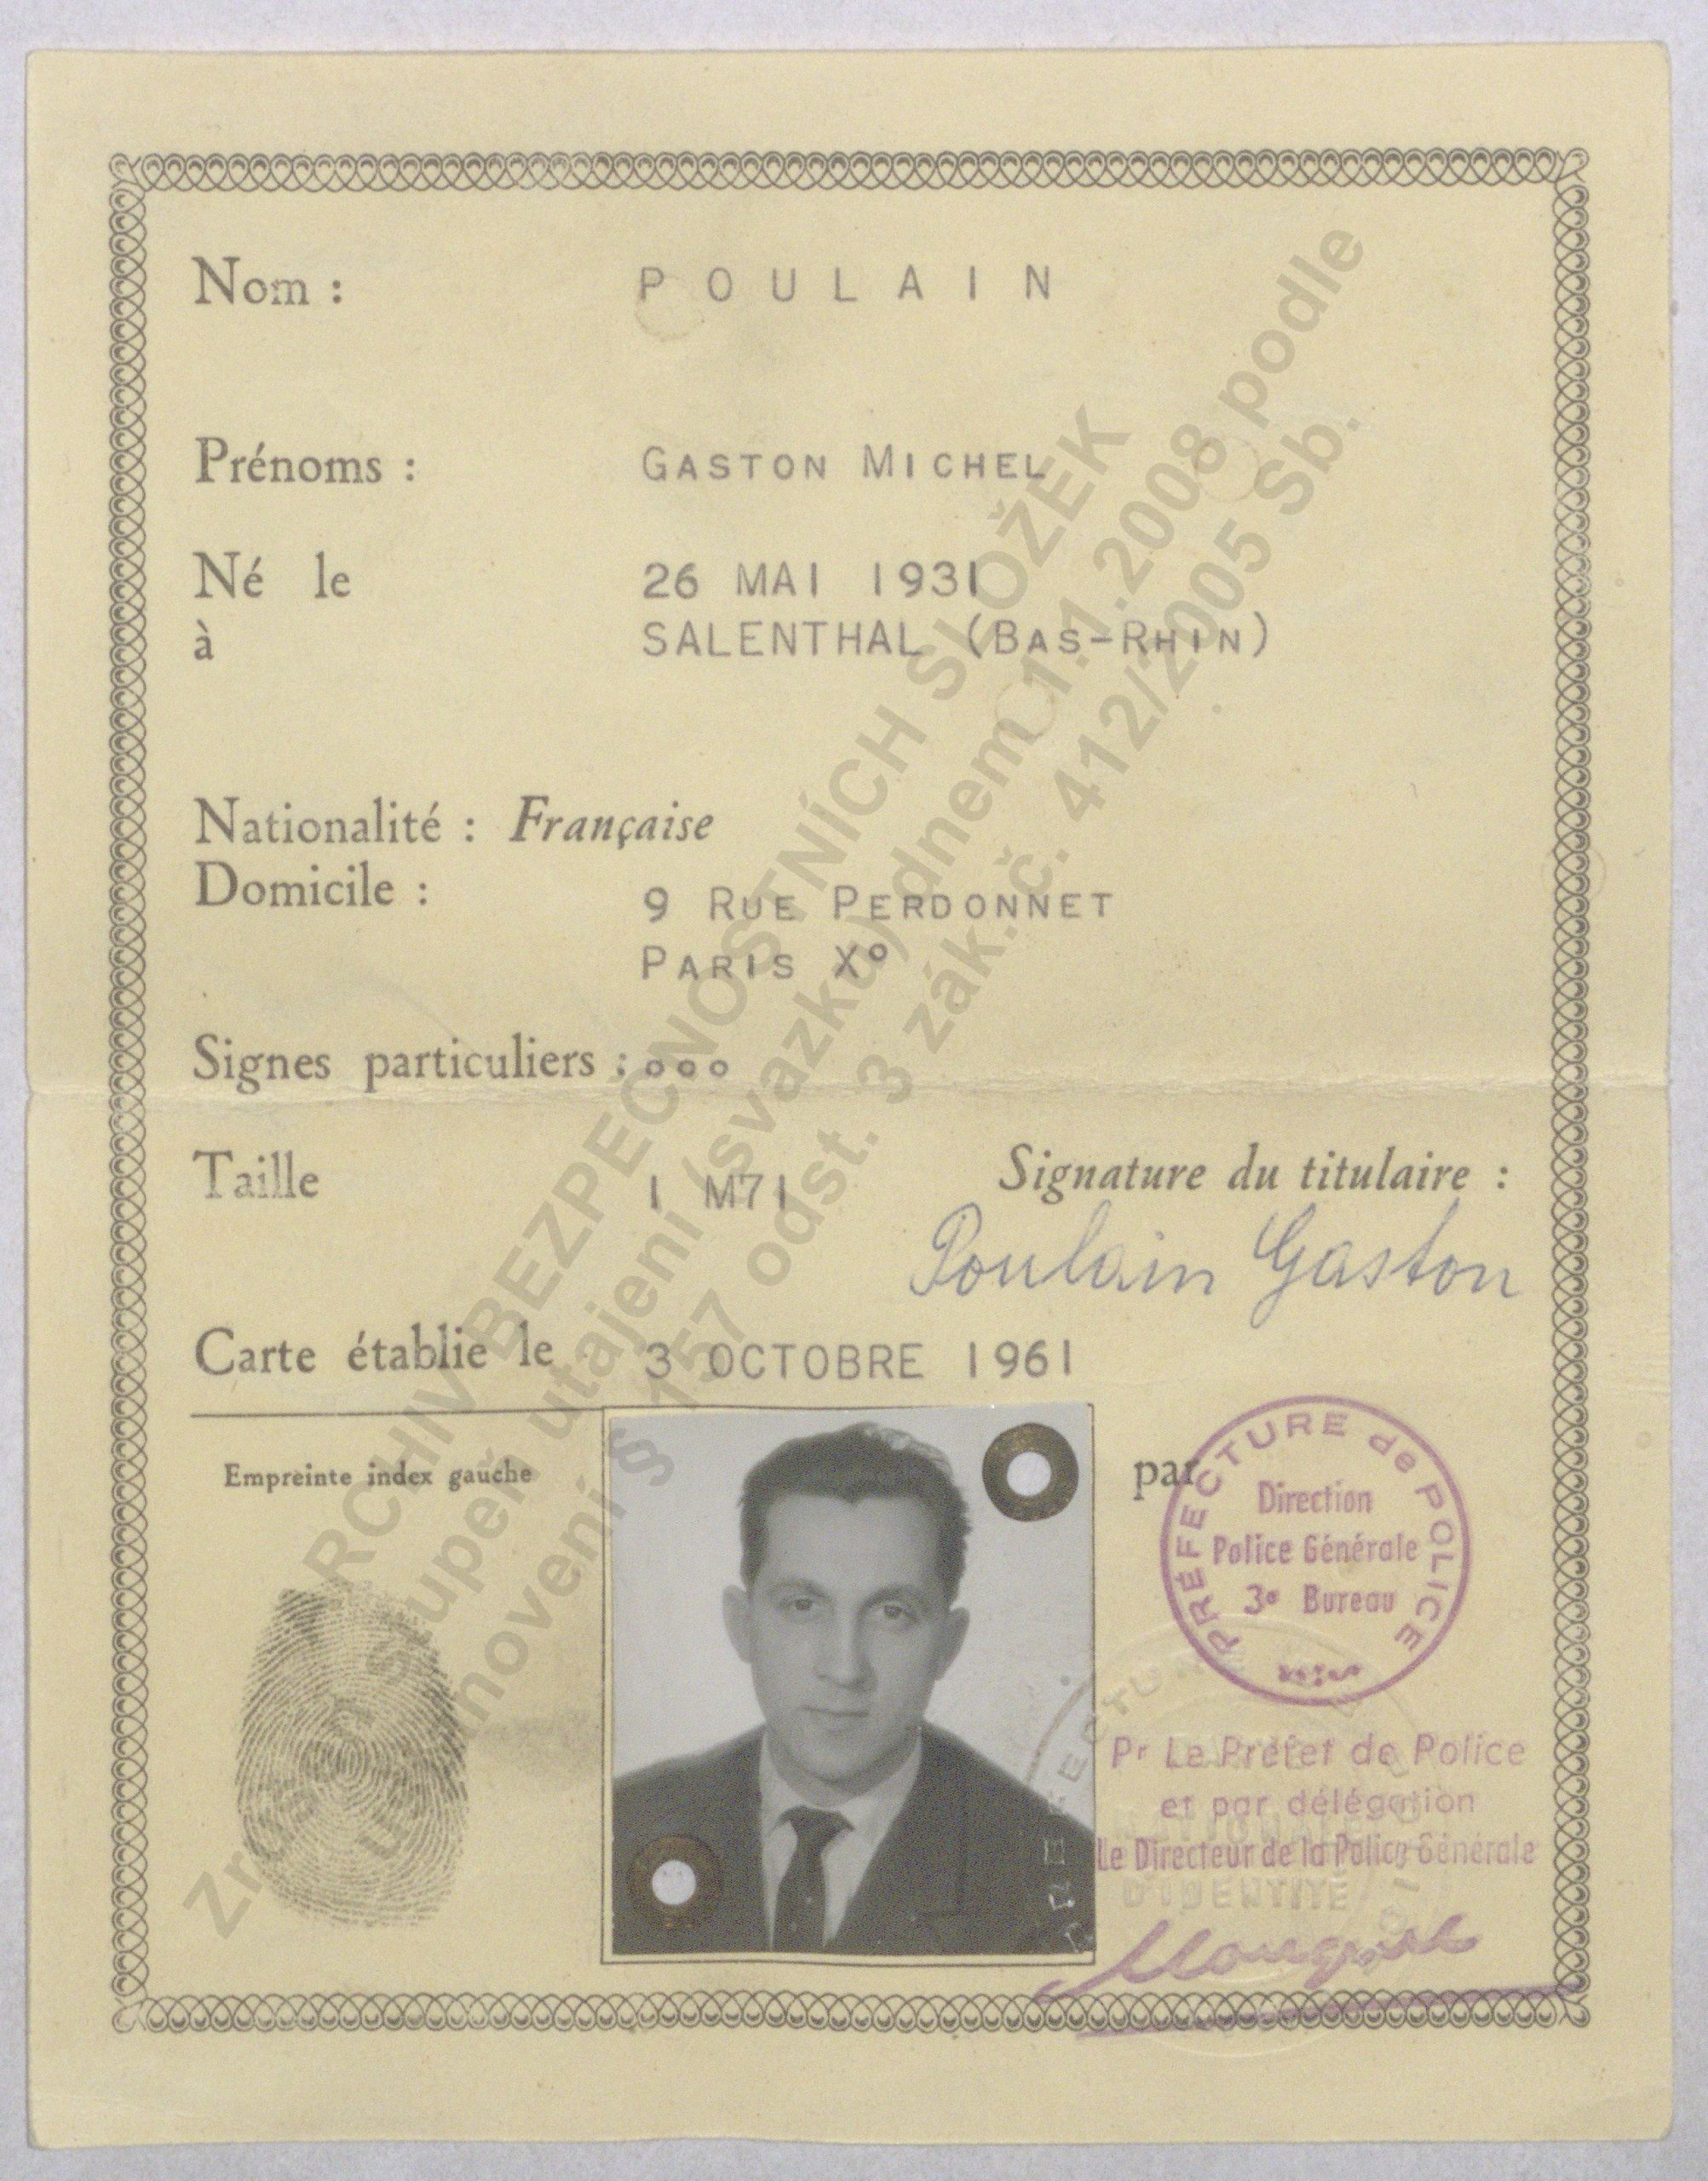 Nom : POULAIN
Prénoms : GASTON MICHEL
Né le 26 MAI 1931
à SALENTHAL (BAS-RHIN)
Nationalité : Française
Domicile : 9 RUE PERDONNET
PARIS Xº
Signes particuliers : ooo
Taille 1 M71
Signature du titulaire :
Poulain Gaston
Carte établie le 3 OCTOBRE 1961
Empreinte index gauche
par
PRÉFECTURE de POLICE
Direction
Police Générale
3e Bureau
Pr Le Préfet de Police
et par délégation
Le Directeur de la Police Générale
NATIONALE
D'IDENTITÉ
ARCHIV BEZPEČNOSTNÍCH SLOŽEK
stupeň utajení (svazku) dnem 1.1.2008 podle
ustanovení § 157 odst. 3 zák. č. 412/2005 Sb.